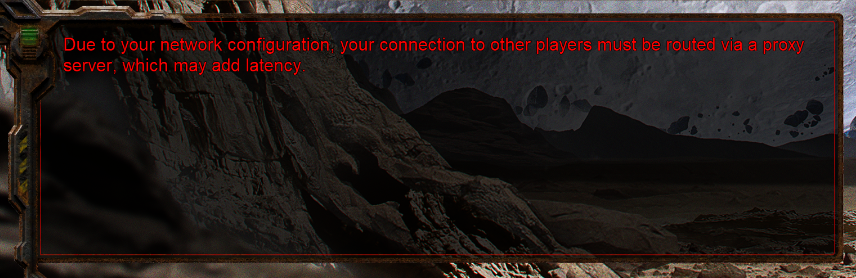 Due to your network configuration, your connection to other players must be routed via a proxy
server, which may add latency